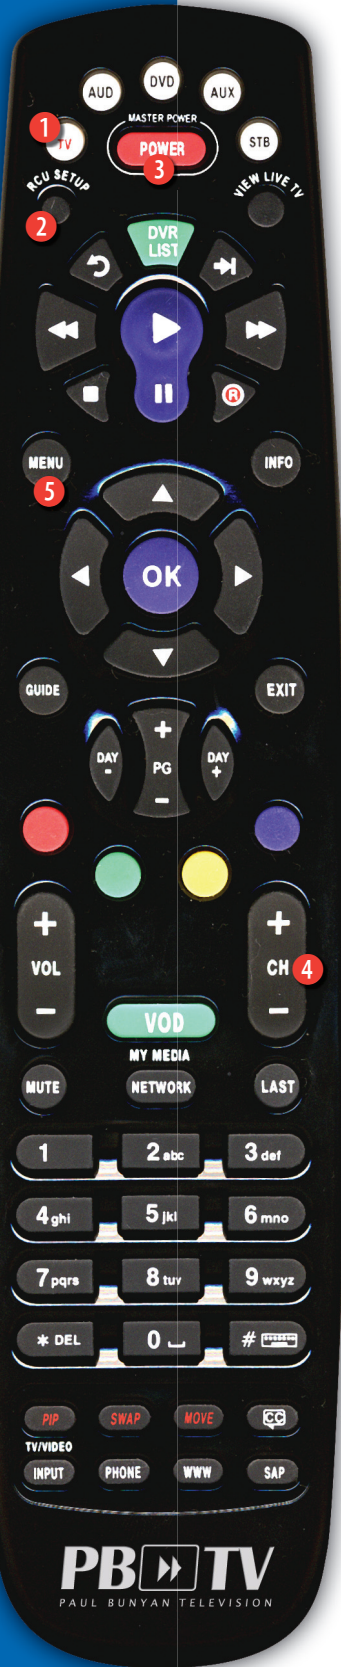 AUD DVD AUX
1 TV MASTER POWER STB
POWER
3
RCU SETUP VIEW LIVE TV
2
DVR
LIST
R
MENU INFO
5
OK
GUIDE EXIT
+
DAY
- PG DAY
+
-
+ +
VOL CH 4
- -
VOD
MY MEDIA
MUTE NETWORK LAST
1 2 abc 3 def
4 ghi 5 jkl 6 mno
7 pqrs 8 tuv 9 wxyz
* DEL 0 #
PIP SWAP MOVE CC
TV/VIDEO
INPUT PHONE WWW SAP
PB TV
PAUL BUNYAN TELEVISION